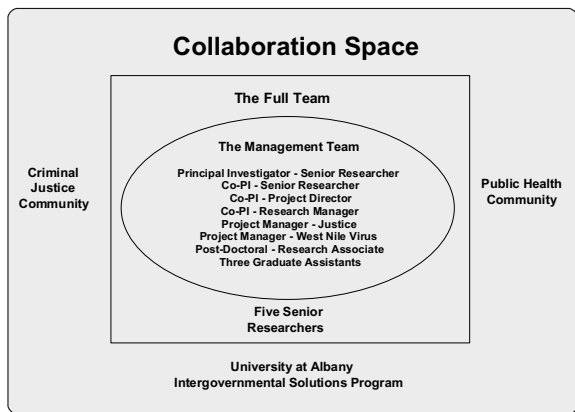 Collaboration Space
The Full Team
The Management Team
Principal Investigator - Senior Researcher
Co-PI - Senior Researcher
Co-PI - Project Director
Co-PI - Research Manager
Project Manager - Justice
Project Manager - West Nile Virus
Post-Doctoral - Research Associate
Three Graduate Assistants
Five Senior
Researchers
Criminal
Justice
Community
Public Health
Community
University at Albany
Intergovernmental Solutions Program